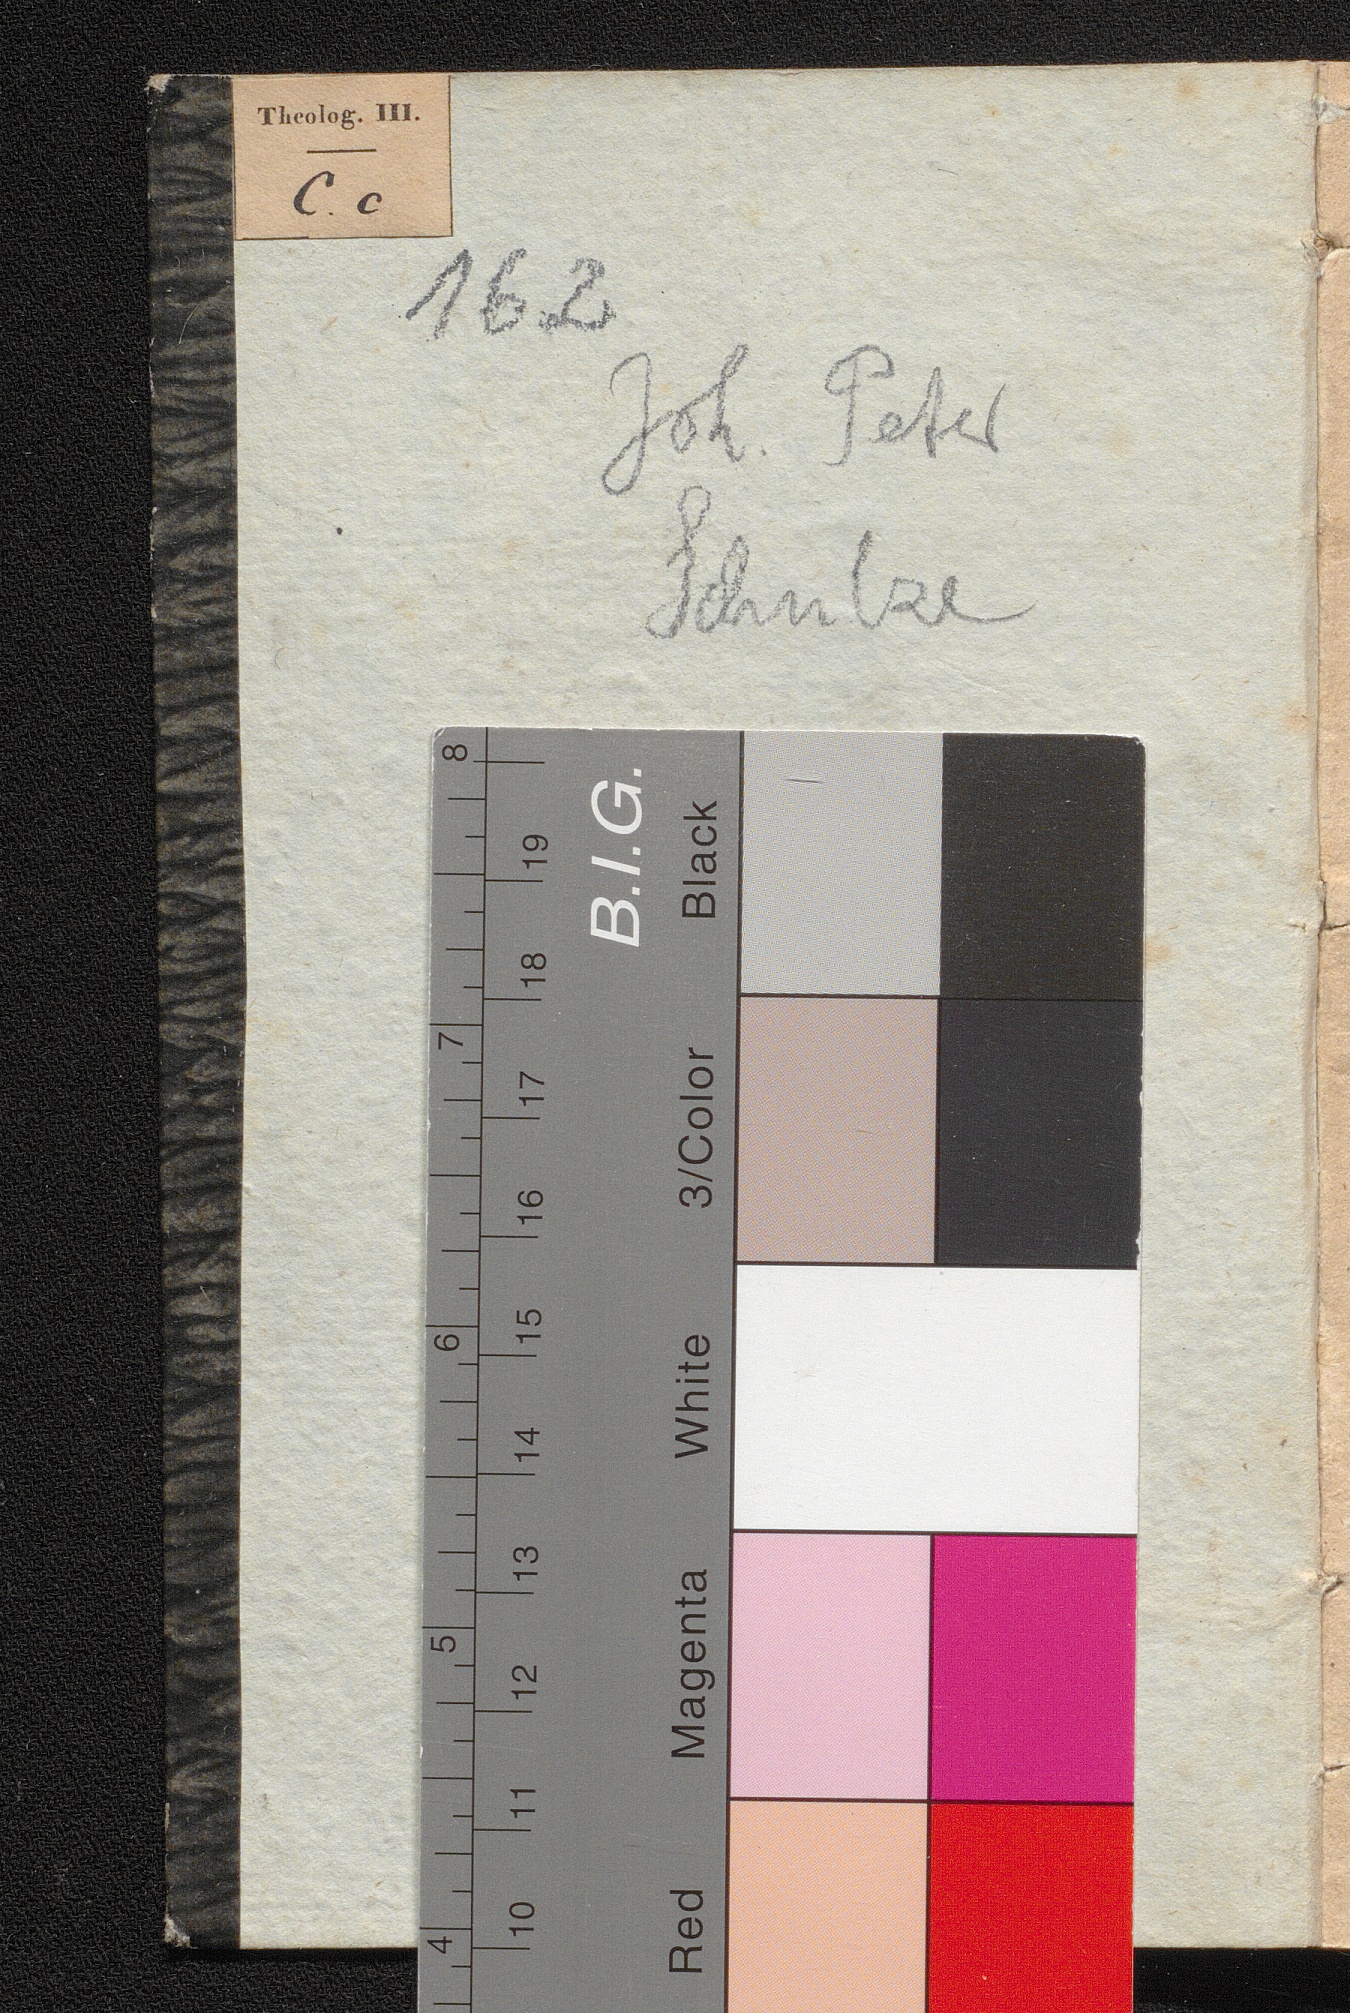 Theolog. III.
C. c
162
Joh. Peter
Schulze
B.I.G.
Black
3/Color
White
Magenta
Red
8
7
6
5
4
19
18
17
16
15
14
13
12
11
10